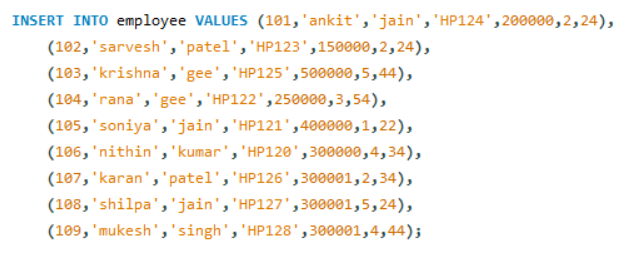 INSERT INTO employee VALUES (101,'ankit','jain','HP124',200000,2,24),
(102,'sarvesh','patel','HP123',150000,2,24),
(103,'krishna','gee','HP125',500000,5,44),
(104,'rana','gee','HP122',250000,3,54),
(105,'soniya','jain','HP121',400000,1,22),
(106,'nithin','kumar','HP120',300000,4,34),
(107,'karan','patel','HP126',300001,2,34),
(108,'shilpa','jain','HP127',300001,5,24),
(109,'mukesh','singh','HP128',300001,4,44);